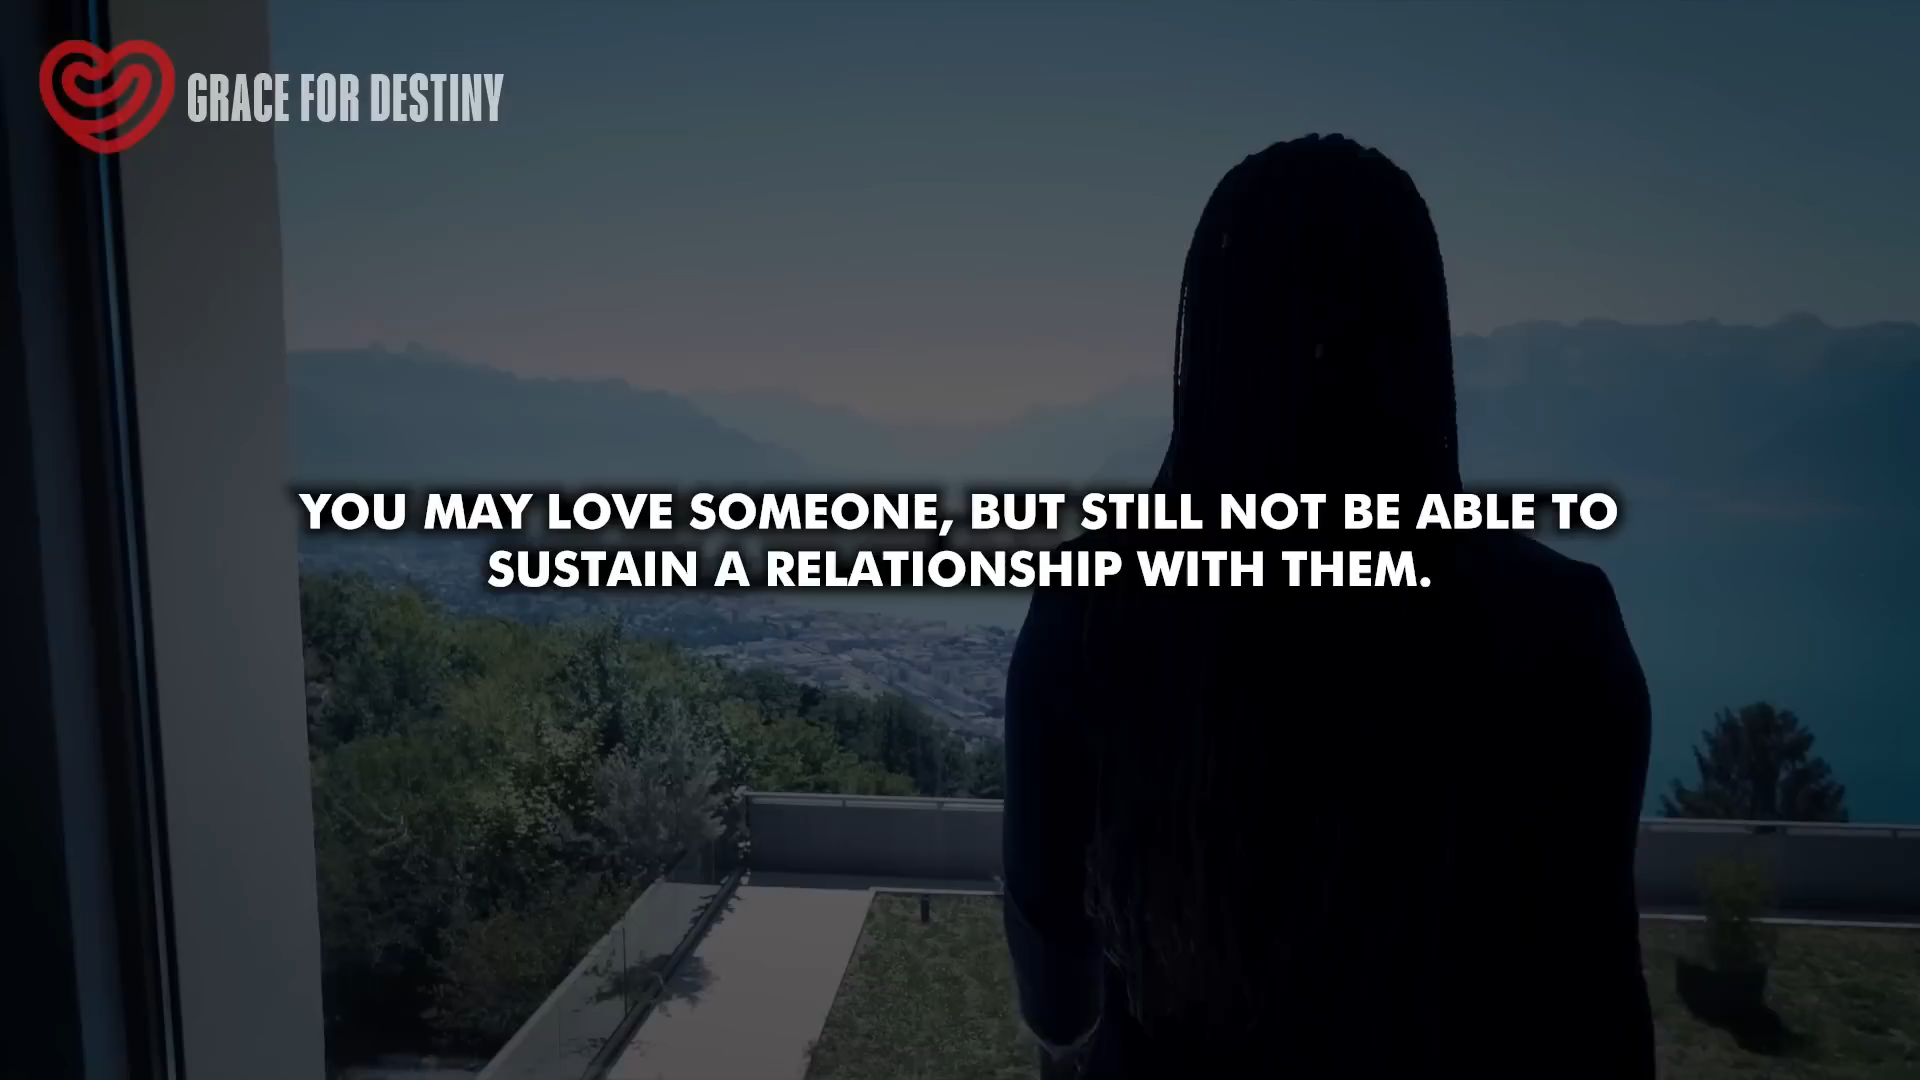 GRACE FOR DESTINY
YOU MAY LOVE SOMEONE, BUT STILL NOT BE ABLE TO
SUSTAIN A RELATIONSHIP WITH THEM.